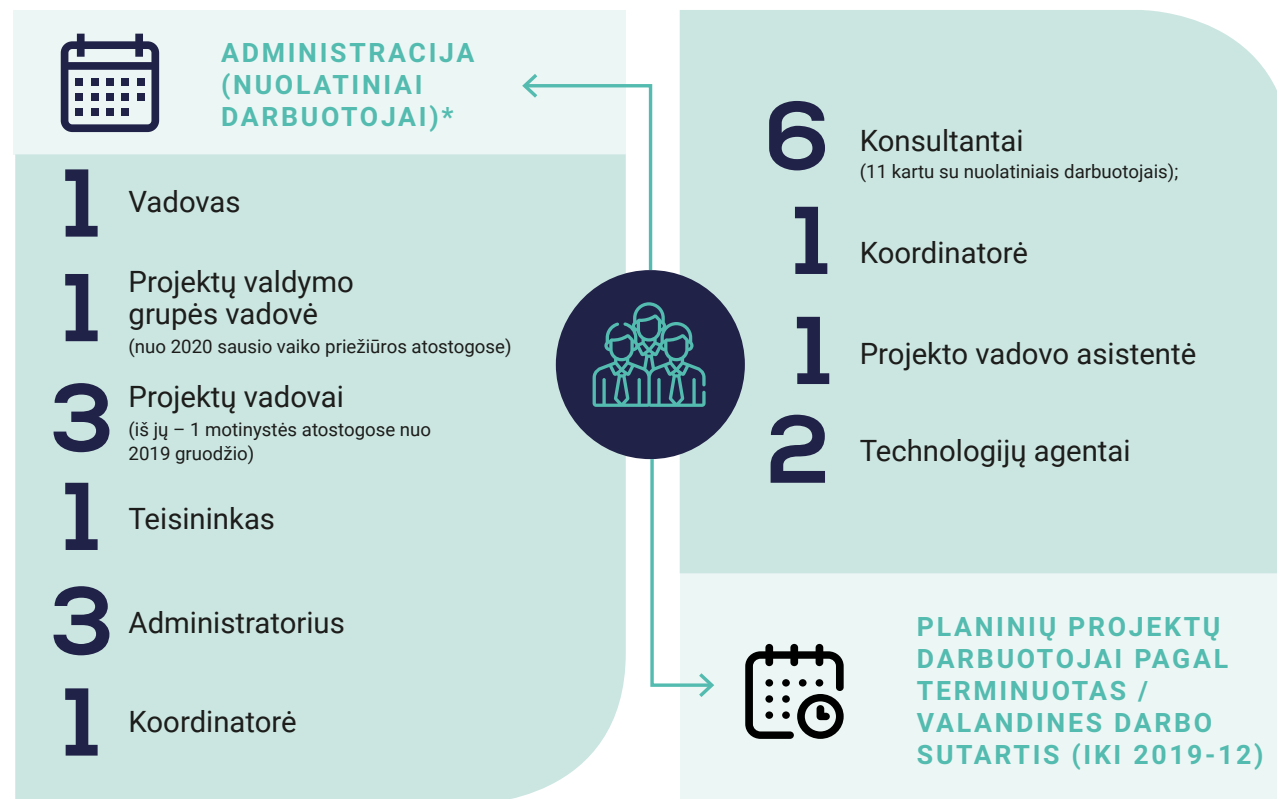 ADMINISTRACIJA
(NUOLATINIAI
DARBUOTOJAI)*
1 Vadovas
1 Projektų valdymo
grupės vadovė
(nuo 2020 sausio vaiko priežiūros atostogose)
3 Projektų vadovai
(iš jų – 1 motinystės atostogose nuo
2019 gruodžio)
1 Teisininkas
3 Administratorius
1 Koordinatorė
6 Konsultantai
(11 kartu su nuolatiniais darbuotojais);
1 Koordinatorė
1 Projekto vadovo asistentė
2 Technologijų agentai
PLANINIŲ PROJEKTŲ
DARBUOTOJAI PAGAL
TERMINUOTAS /
VALANDINES DARBO
SUTARTIS (IKI 2019-12)